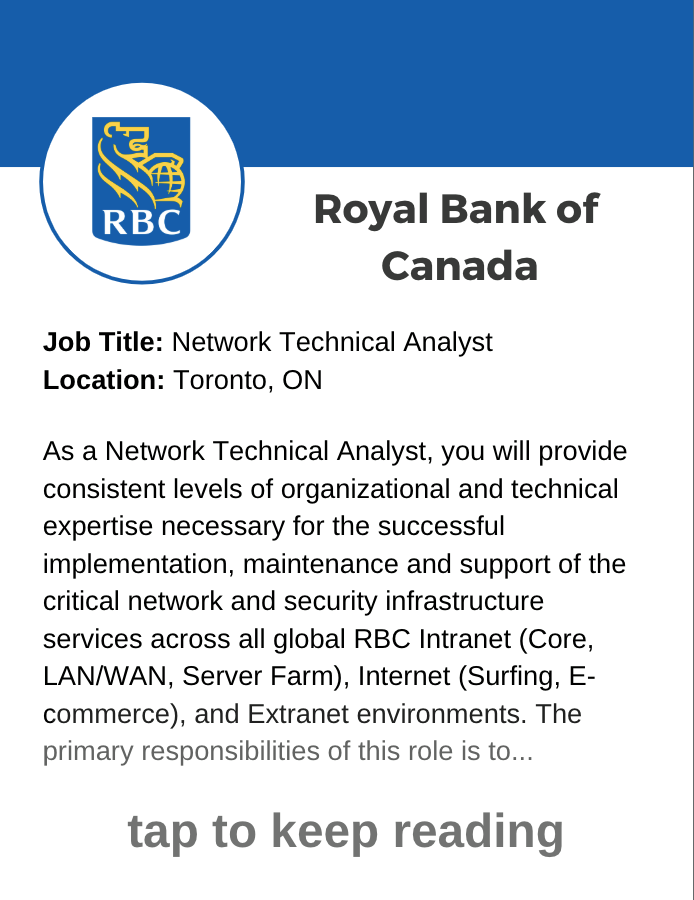 RBC
Royal Bank of
Canada
Job Title: Network Technical Analyst
Location: Toronto, ON
As a Network Technical Analyst, you will provide
consistent levels of organizational and technical
expertise necessary for the successful
implementation, maintenance and support of the
critical network and security infrastructure
services across all global RBC Intranet (Core,
LAN/WAN, Server Farm), Internet (Surfing, E-
commerce), and Extranet environments. The
primary responsibilities of this role is to...
tap to keep reading